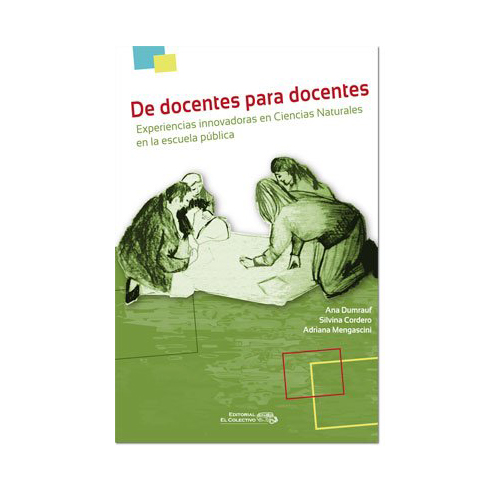 De docentes para docentes
Experiencias innovadoras en Ciencias Naturales
en la escuela pública
Ana Dumrauf
Silvina Cordero
Adriana Mengascini
EDITORIAL
EL COLECTIVO